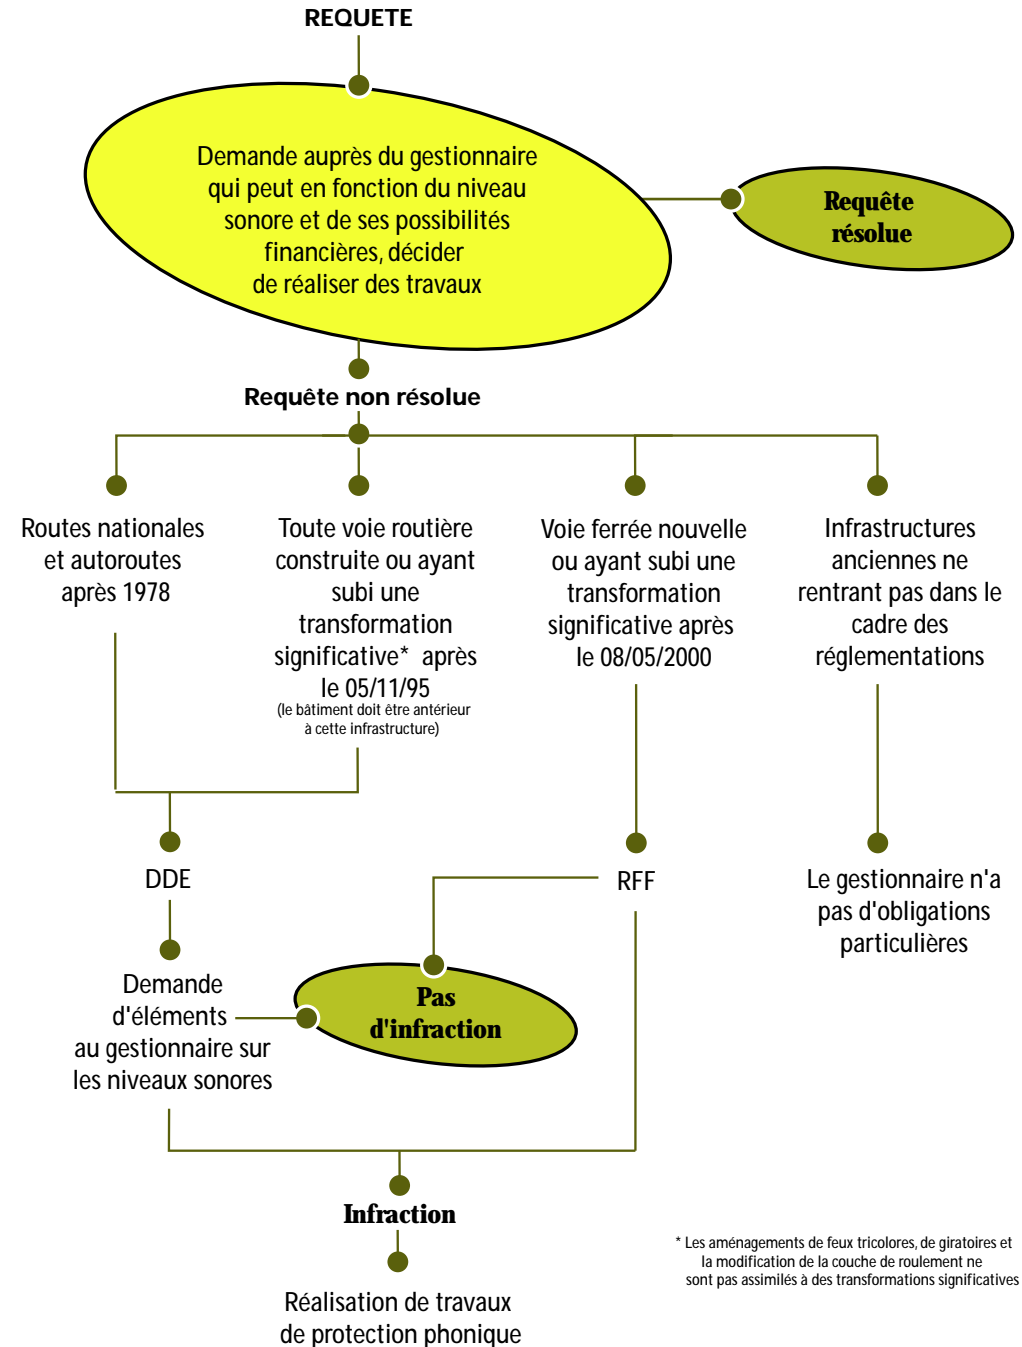 REQUETE
Demande auprès du gestionnaire
qui peut en fonction du niveau
sonore et de ses possibilités
financières, décider
de réaliser des travaux
Requête
résolue
Requête non résolue
Routes nationales
et autoroutes
après 1978
Toute voie routière
construite ou ayant
subi une
transformation
significative* après
le 05/11/95
(le bâtiment doit être antérieur
à cette infrastructure)
Voie ferrée nouvelle
ou ayant subi une
transformation
significative après
le 08/05/2000
Infrastructures
anciennes ne
rentrant pas dans le
cadre des
réglementations
DDE
RFF
Le gestionnaire n'a
pas d'obligations
particulières
Demande
d'éléments
au gestionnaire sur
les niveaux sonores
Pas
d'infraction
Infraction
* Les aménagements de feux tricolores, de giratoires et
la modification de la couche de roulement ne
sont pas assimilés à des transformations significatives
Réalisation de travaux
de protection phonique